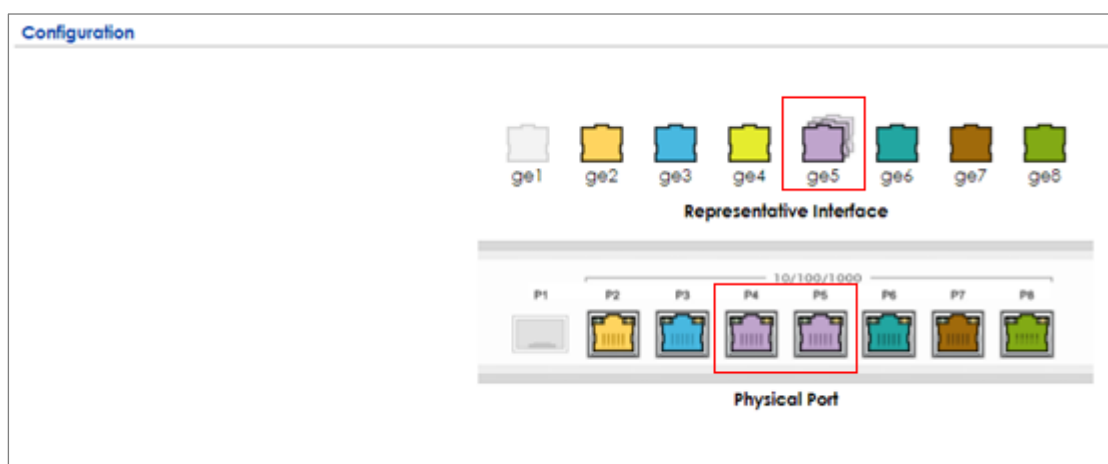 Configuration
ge1 ge2 ge3 ge4 ge5 ge6 ge7 ge8
Representative Interface
10/100/1000
P1 P2 P3 P4 P5 P6 P7 P8
Physical Port